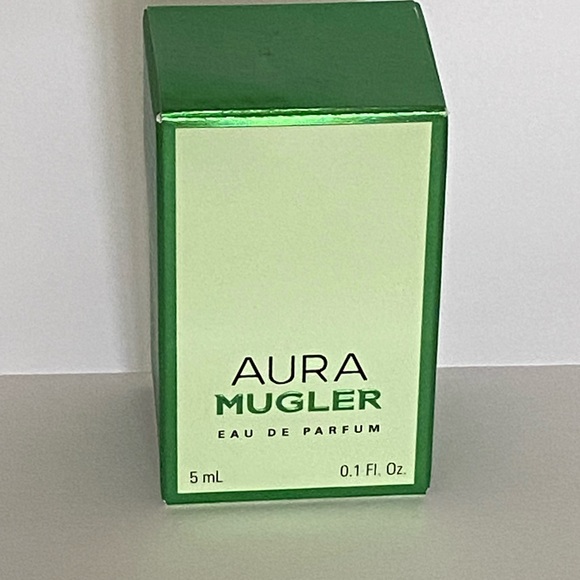 AURA
MUGLER
EAU DE PARFUM
5 mL 0.1 Fl. Oz.